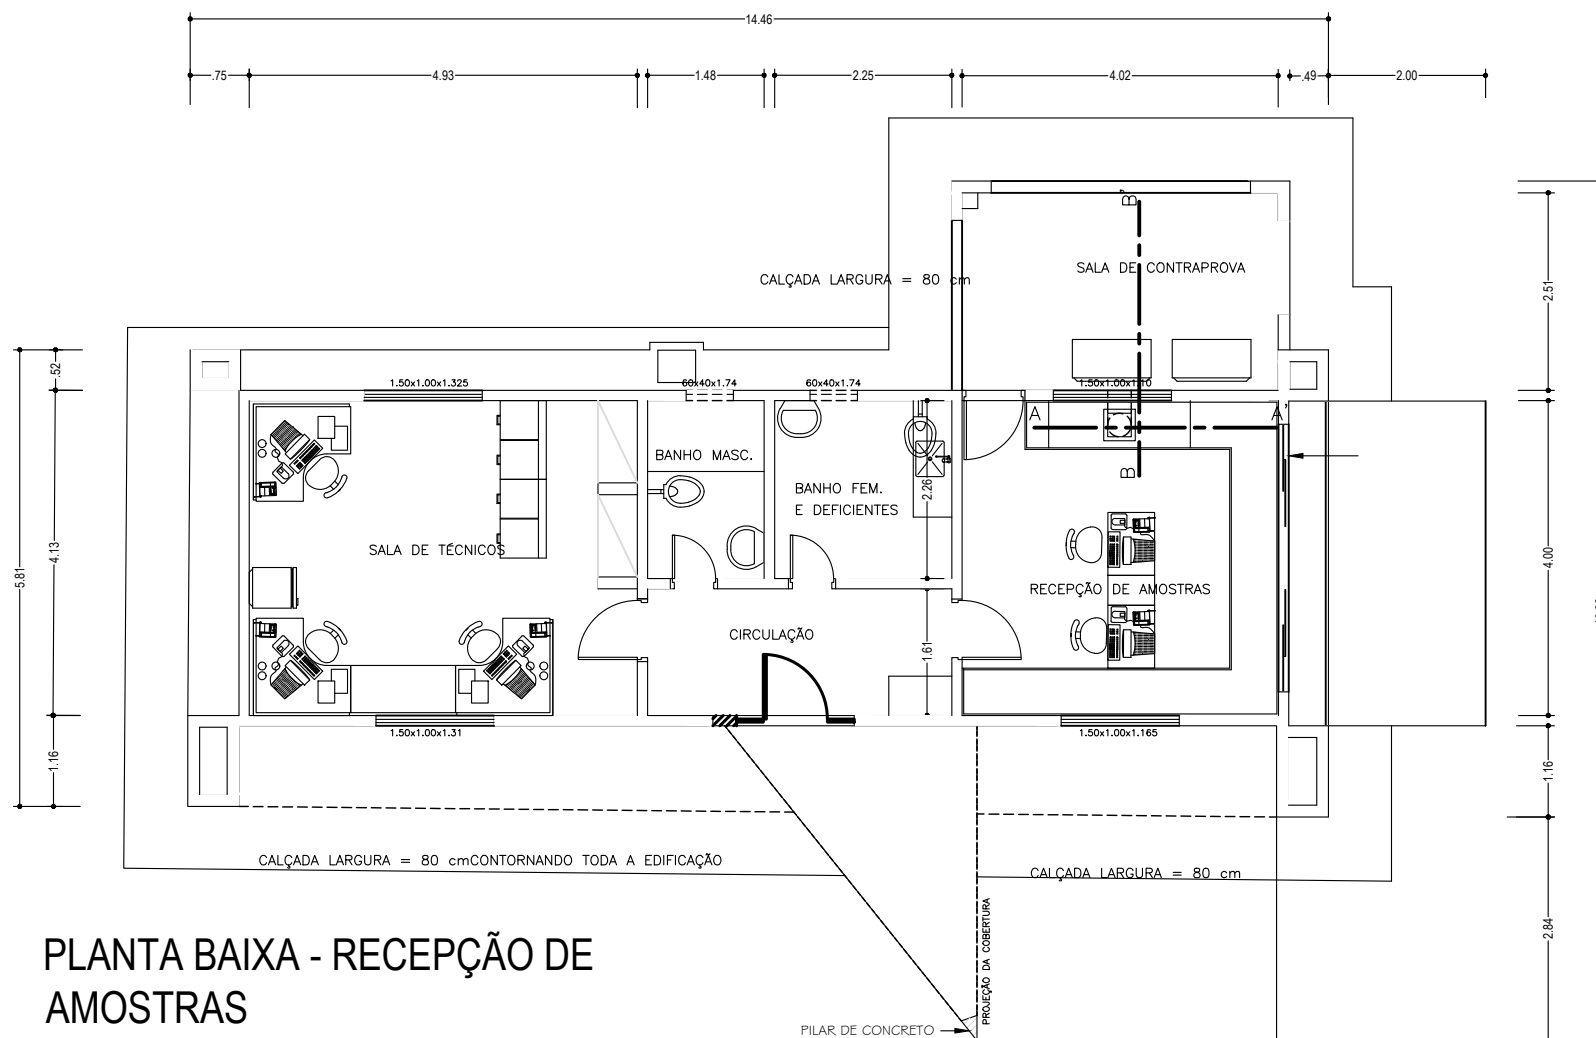 14.46
.75
4.93
1.48
2.25
4.02
.49
2.00
B'
SALA DE CONTRAPROVA
CALÇADA LARGURA = 80 cm
2.51
.52
1.50x1.00x1.325
60x40x1.74
60x40x1.74
1.50x1.00x1.10
A
A'
BANHO MASC.
B
BANHO FEM.
E DEFICIENTES
2.26
SALA DE TÉCNICOS
4.13
4.00
5.81
RECEPÇÃO DE AMOSTRAS
CIRCULAÇÃO
1.61
1.50x1.00x1.31
1.50x1.00x1.165
1.16
1.16
CALÇADA LARGURA = 80 cmCONTORNANDO TODA A EDIFICAÇÃO
CALÇADA LARGURA = 80 cm
2.84
PROJEÇÃO DA COBERTURA
PLANTA BAIXA - RECEPÇÃO DE
AMOSTRAS
PILAR DE CONCRETO